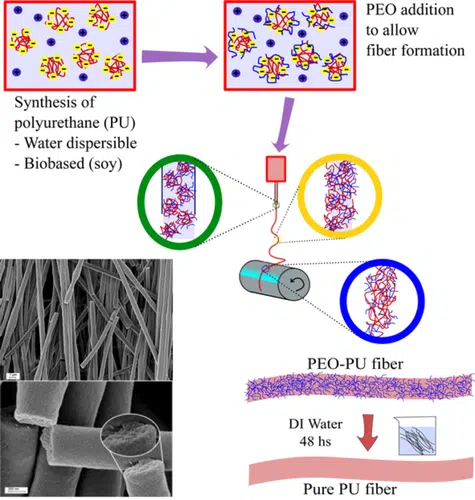 PEO addition
to allow
fiber formation
Synthesis of
polyurethane (PU)
- Water dispersible
- Biobased (soy)
PEO-PU fiber
DI Water
48 hs
Pure PU fiber